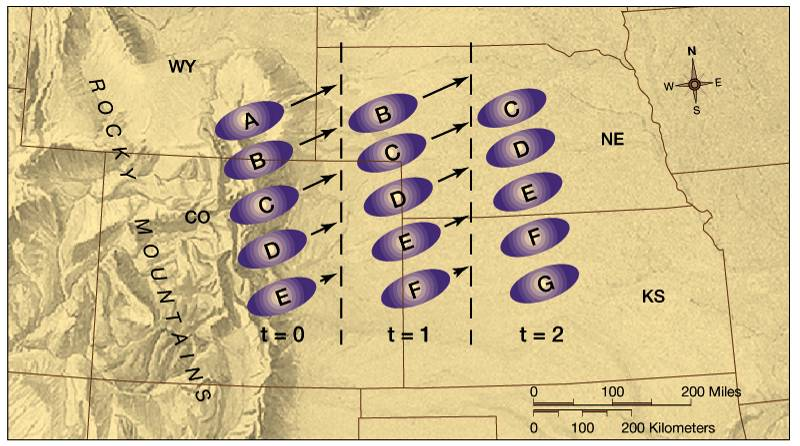 WY
ROCKY
MOUNTAINS
CO
NE
KS
N
W E
S
A
B
C
D
E
t = 0
B
C
D
E
F
t = 1
C
D
E
F
G
t = 2
0 100 200 Miles
0 100 200 Kilometers